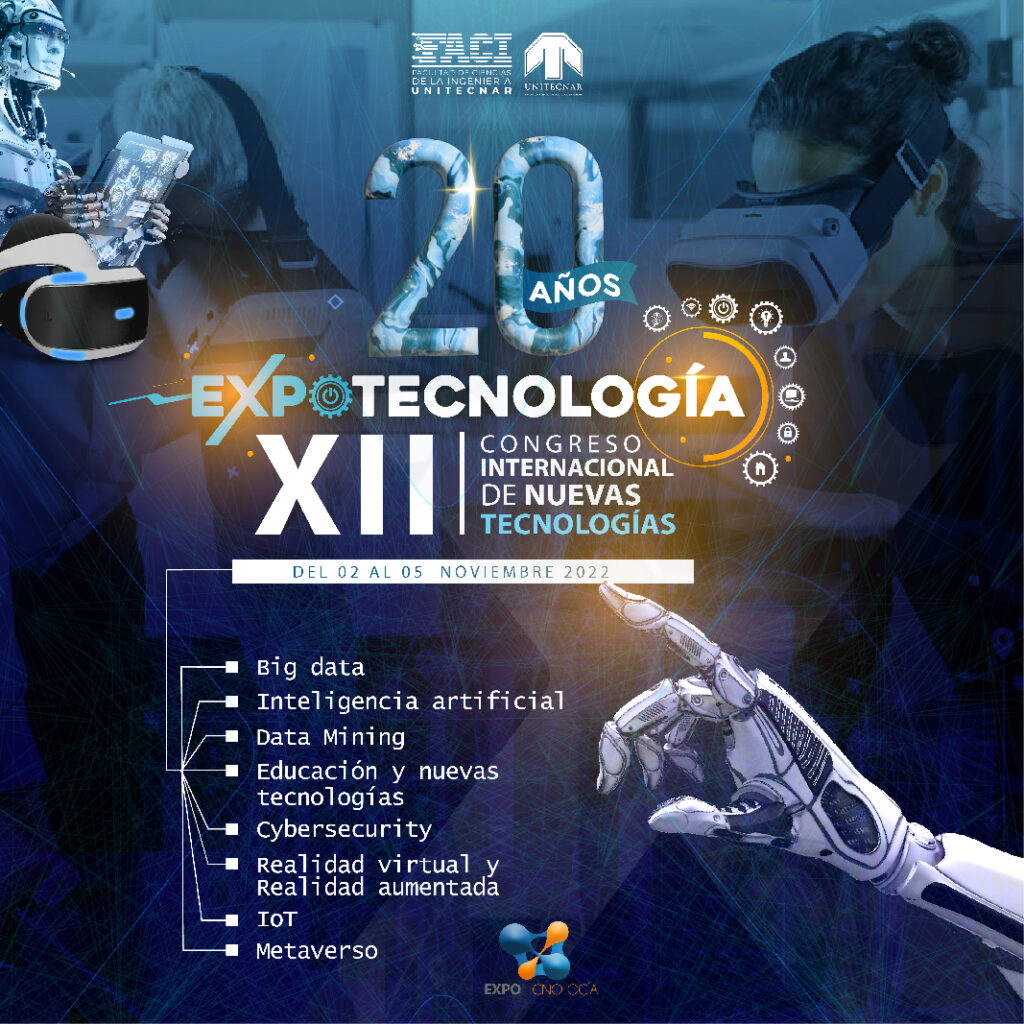 FACI
FACULTAD DE CIENCIAS
DE LA INGENIERÍA
UNITECNAR
UNITECNAR
20
AÑOS
EXPOTECNOLOGÍA
XII
CONGRESO
INTERNACIONAL
DE NUEVAS
TECNOLOGÍAS
DEL 02 AL 05 NOVIEMBRE 2022
Big data
Inteligencia artificial
Data Mining
Educación y nuevas
tecnologías
Cybersecurity
Realidad virtual y
Realidad aumentada
IoT
Metaverso
EXPO